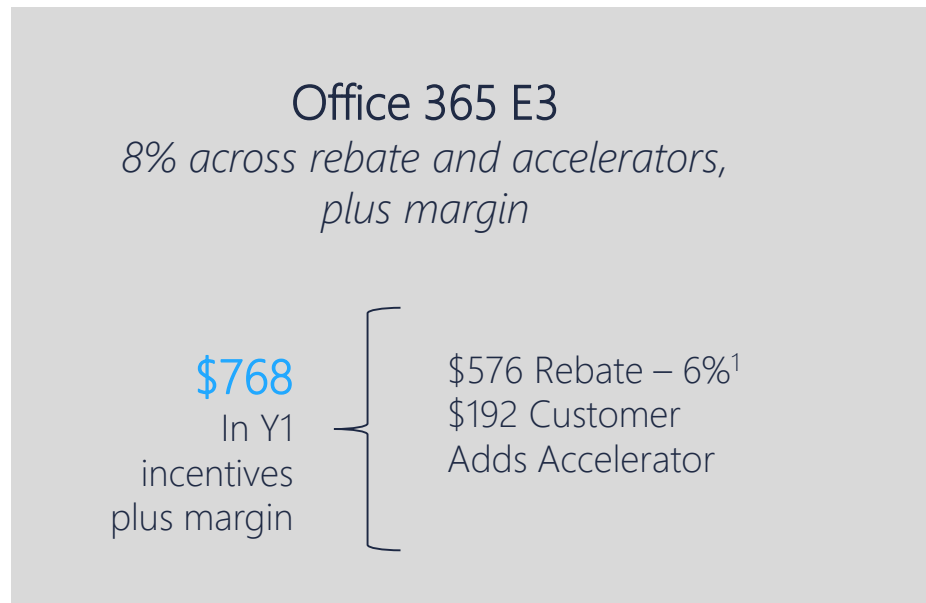 Office 365 E3
8% across rebate and accelerators,
plus margin
$768
In Y1
incentives
plus margin
$576 Rebate – 6%¹
$192 Customer
Adds Accelerator